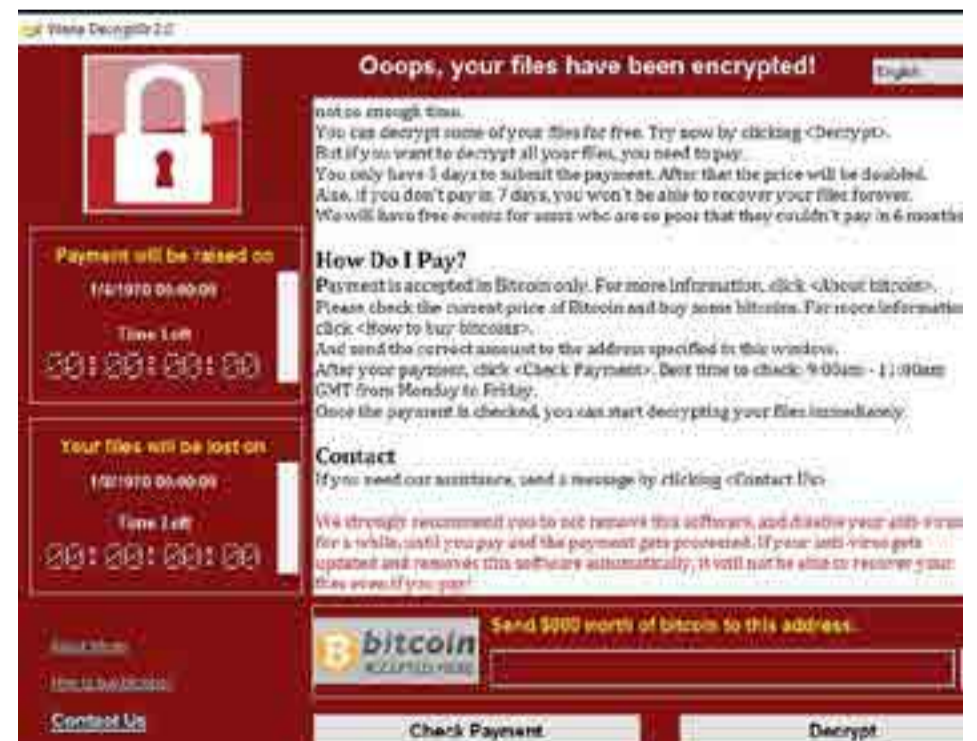 Wana Decrypt0r 2.0
Ooops, your files have been encrypted!
English
not so enough time.
You can decrypt some of your files for free. Try now by clicking <Decrypt>.
But if you want to decrypt all your files, you need to pay.
You only have 3 days to submit the payment. After that the price will be doubled.
Also, if you don't pay in 7 days, you won't be able to recover your files forever.
We will have free events for users who are so poor that they couldn't pay in 6 months
How Do I Pay?
Payment is accepted in Bitcoin only. For more information, click <About bitcoin>.
Please check the current price of Bitcoin and buy some bitcoins. For more information
click <How to buy bitcoins>.
And send the correct amount to the address specified in this window.
After your payment, click <Check Payment>. Best time to check: 9:00am - 11:00am
GMT from Monday to Friday.
Once the payment is checked, you can start decrypting your files immediately.
Contact
If you need our assistance, send a message by clicking <Contact Us>
We strongly recommend you to not remove this software, and disable your anti-virus
for a while, until you pay and the payment gets processed. If your anti-virus gets
updated and removes this software automatically, it will not be able to recover your
files even if you pay!
Payment will be raised on
1/4/1970 00:00:00
Time Left
00:00:00:00
Your files will be lost on
1/8/1970 00:00:00
Time Left
00:00:00:00
About bitcoin
How to buy bitcoins?
Contact Us
bitcoin
ACCEPTED HERE
Send worth of bitcoin to this address:
Check Payment
Decrypt